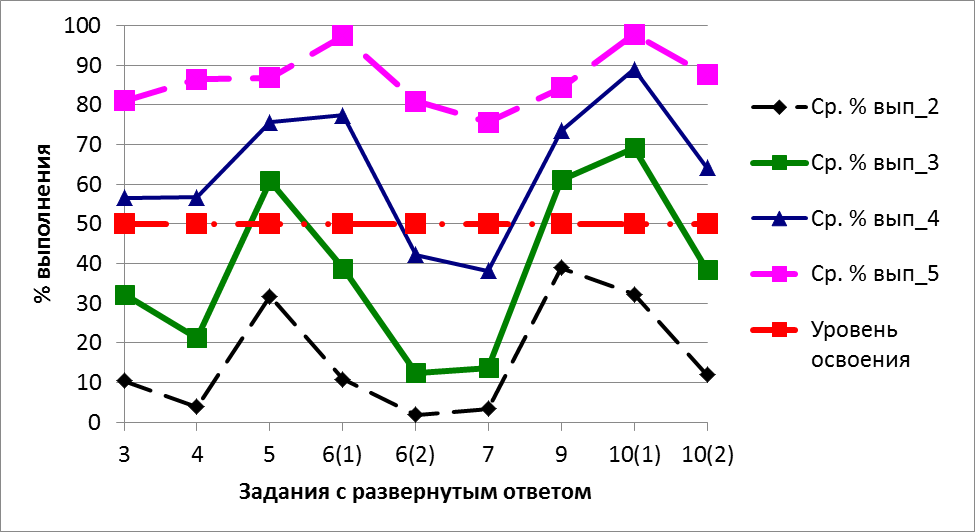 100
90
80
70
60
50
40
30
20
10
0
% выполнения
3 4 5 6(1) 6(2) 7 9 10(1) 10(2)
Задания с развернутым ответом
Ср. % вып_2
Ср. % вып_3
Ср. % вып_4
Ср. % вып_5
Уровень
освоения